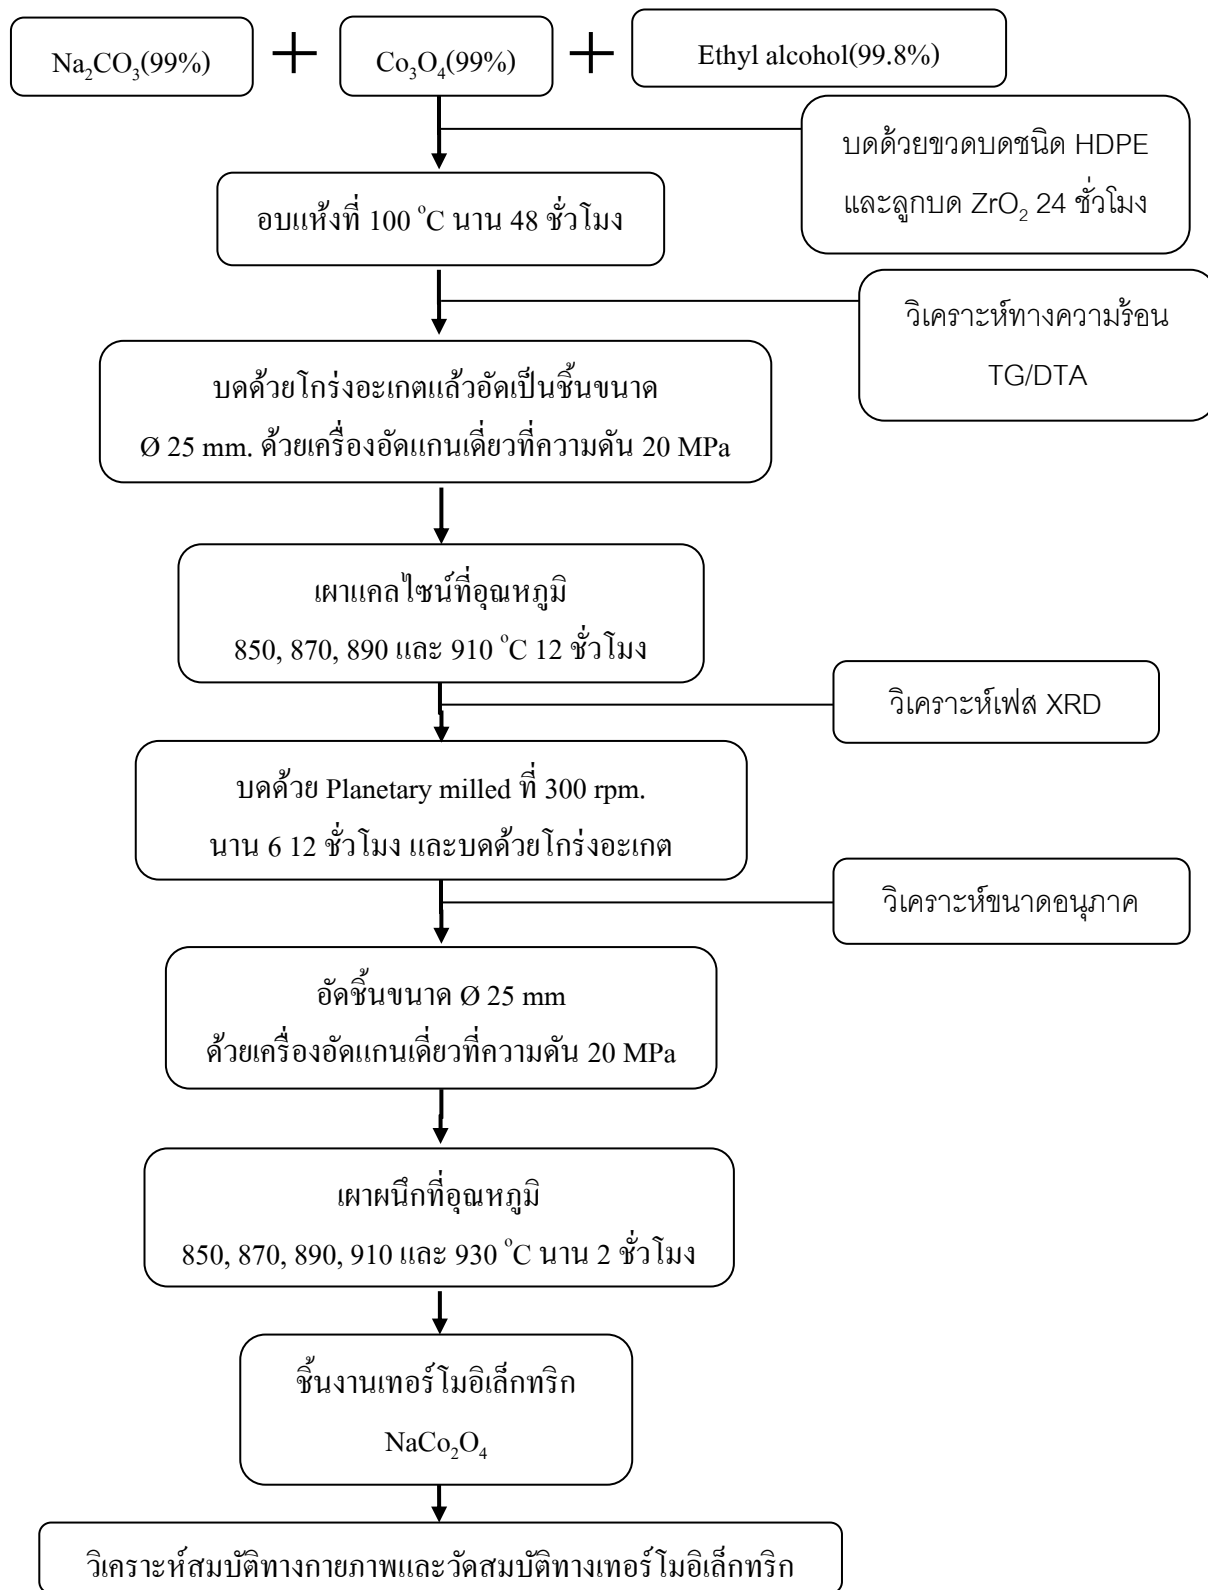 Na₂CO₃(99%) + Co₃O₄(99%) + Ethyl alcohol(99.8%)
บดด้วยขวดบดชนิด HDPE
และลูกบด ZrO₂ 24 ชั่วโมง
อบแห้งที่ 100 °C นาน 48 ชั่วโมง
วิเคราะห์ทางความร้อน
TG/DTA
บดด้วยโกร่งอะเกตแล้วอัดเป็นชิ้นขนาด
Ø 25 mm. ด้วยเครื่องอัดแกนเดี่ยวที่ความดัน 20 MPa
เผาแคลไซน์ที่อุณหภูมิ
850, 870, 890 และ 910 °C 12 ชั่วโมง
วิเคราะห์เฟส XRD
บดด้วย Planetary milled ที่ 300 rpm.
นาน 6 12 ชั่วโมง และบดด้วยโกร่งอะเกต
วิเคราะห์ขนาดอนุภาค
อัดชิ้นขนาด Ø 25 mm
ด้วยเครื่องอัดแกนเดี่ยวที่ความดัน 20 MPa
เผาผนึกที่อุณหภูมิ
850, 870, 890, 910 และ 930 °C นาน 2 ชั่วโมง
ชิ้นงานเทอร์โมอิเล็กทริก
NaCo₂O₄
วิเคราะห์สมบัติทางกายภาพและวัดสมบัติทางเทอร์โมอิเล็กทริก